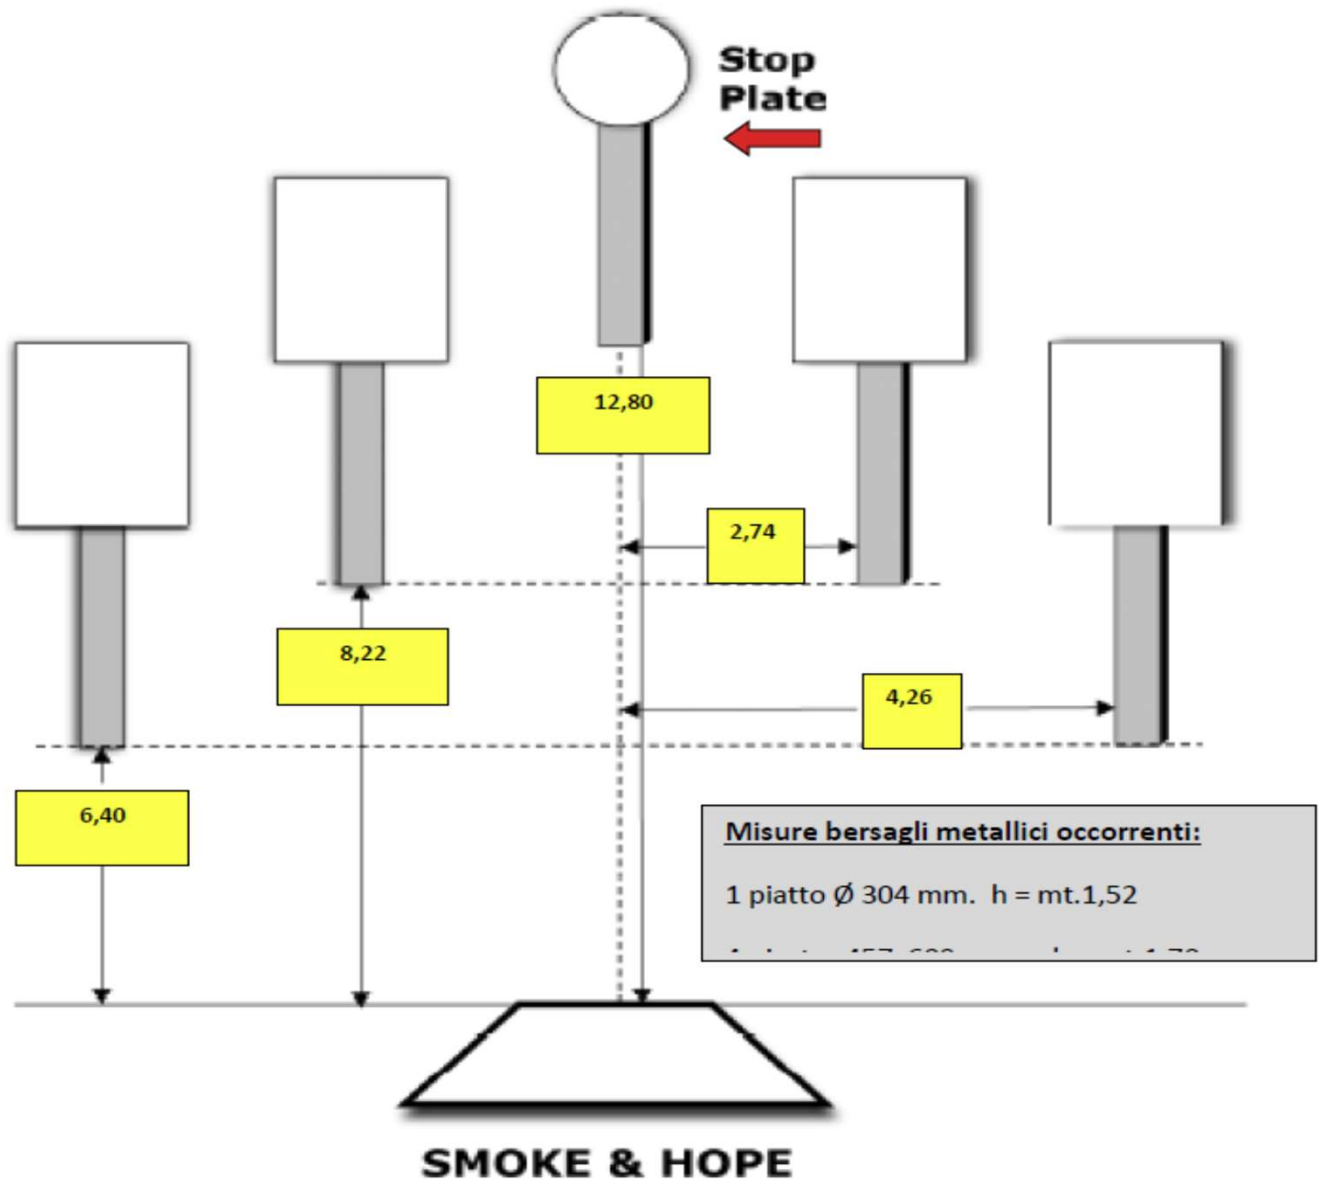 Stop
Plate
12,80
2,74
8,22
4,26
6,40
Misure bersagli metallici occorrenti:
1 piatto Ø 304 mm. h = mt.1,52
SMOKE & HOPE